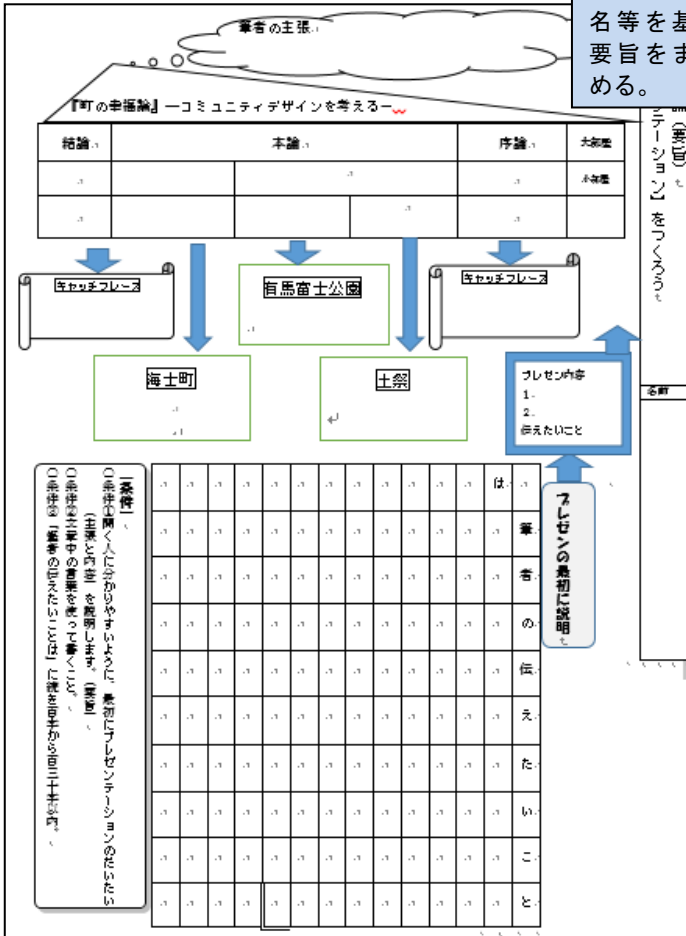 名等を基
要旨をま
める。
筆者の主張
『町の幸福論』―コミュニティデザインを考える―
結論
本論
序論
大部屋
小部屋
(要旨)
テーション】をつくろう
キャッチフレーズ
有馬富士公園
キャッチフレーズ
海士町
土祭
プレゼン内容
1.
2.
伝えたいこと
名前
プレゼンの最初に説明
筆者の伝えたいこと
は
【条件】
○条件①聞く人に分かりやすいように、最初にプレゼンテーションのだいたい
(主張と内容)を説明します。(要旨)
○条件②文章中の言葉を使って書くこと。
○条件③「筆者の伝えたいことは」に続き百字から百三十字以内。